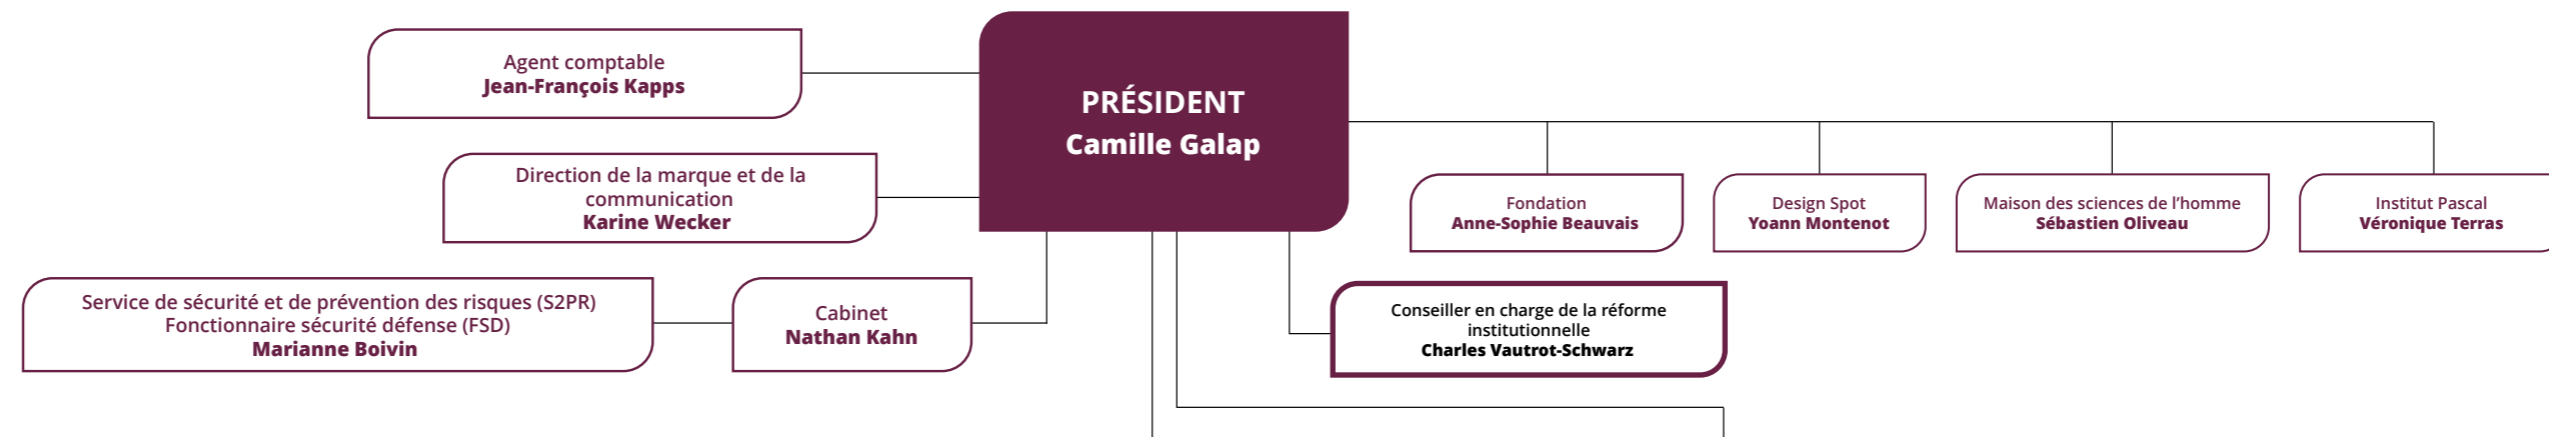 Agent comptable
Jean-François Kapps
PRÉSIDENT
Camille Galap
Direction de la marque et de la
communication
Karine Wecker
Fondation
Anne-Sophie Beauvais
Design Spot
Yoann Montenot
Maison des sciences de l’homme
Sébastien Oliveau
Institut Pascal
Véronique Terras
Service de sécurité et de prévention des risques (S2PR)
Fonctionnaire sécurité défense (FSD)
Marianne Boivin
Cabinet
Nathan Kahn
Conseiller en charge de la réforme
institutionnelle
Charles Vautrot-Schwarz